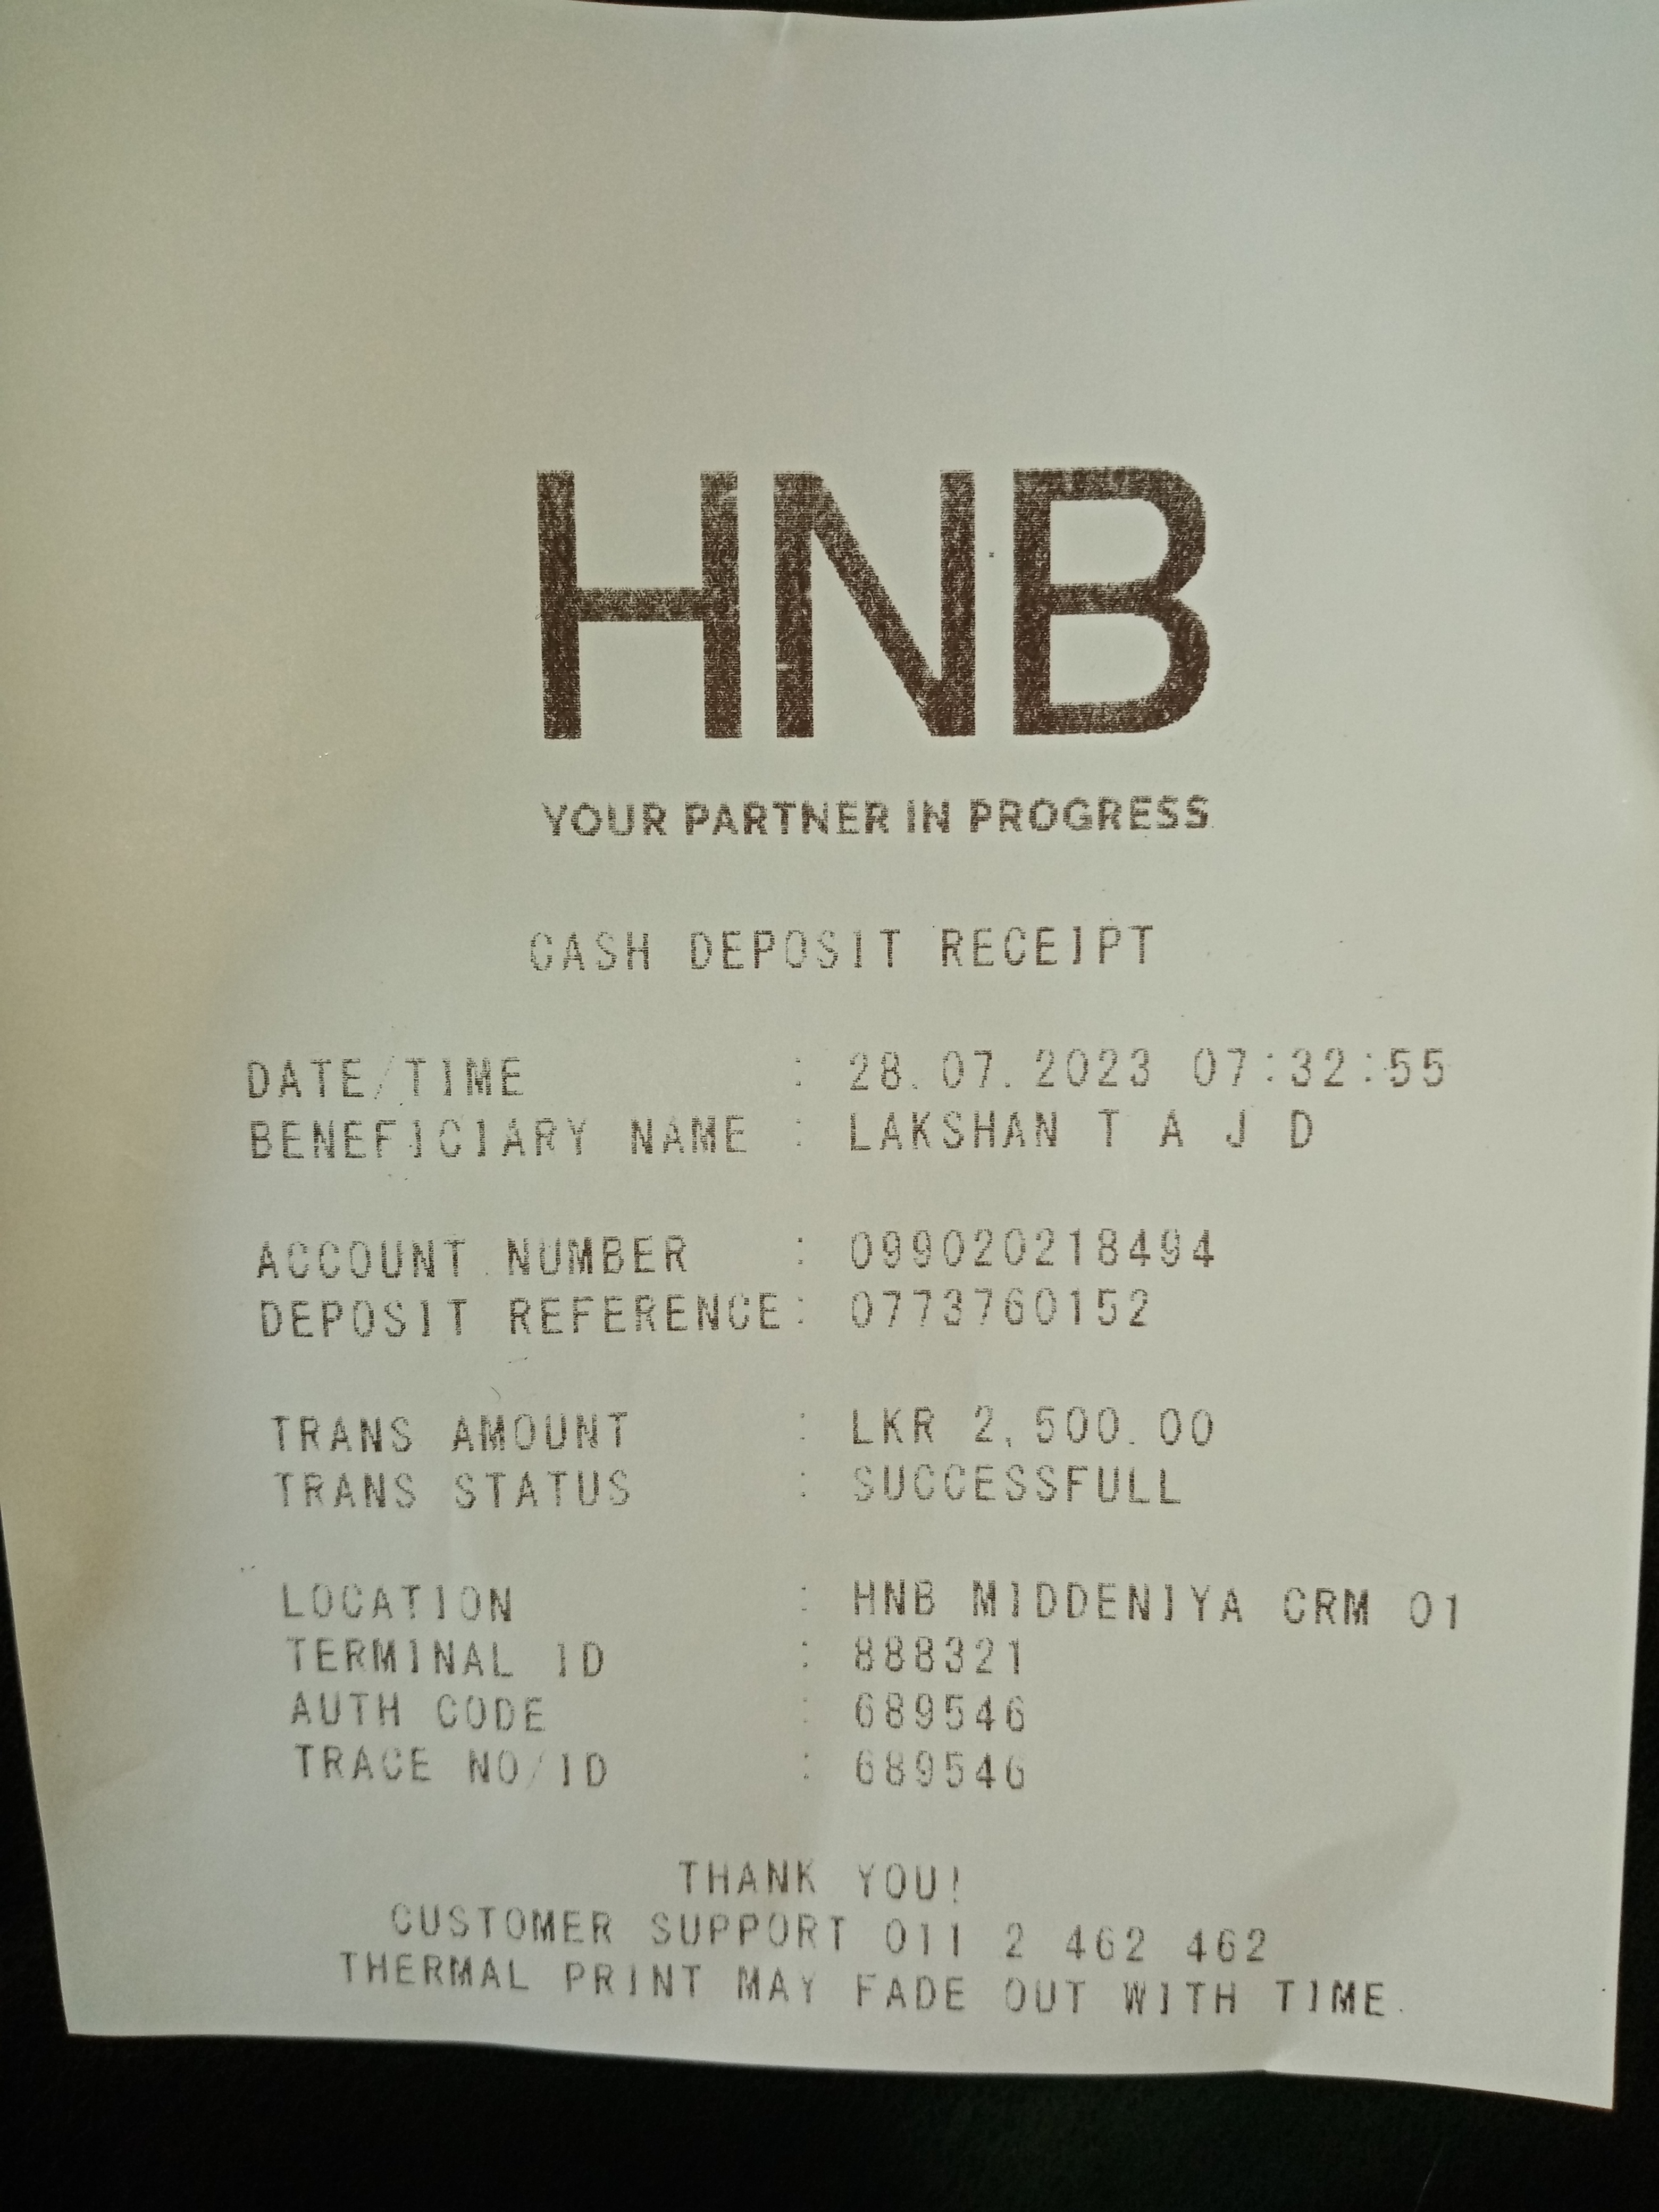 HNB
YOUR PARTNER IN PROGRESS
CASH DEPOSIT RECEIPT
DATE/TIME : 28.07.2023 07:32:55
BENEFICIARY NAME : LAKSHAN T A J D
ACCOUNT NUMBER : 099020218494
DEPOSIT REFERENCE: 0773760152
TRANS AMOUNT : LKR 2,500.00
TRANS STATUS : SUCCESSFULL
LOCATION : HNB MIDDENIYA CRM 01
TERMINAL ID : 888321
AUTH CODE : 689546
TRACE NO/ID : 689546
THANK YOU!
CUSTOMER SUPPORT 011 2 462 462
THERMAL PRINT MAY FADE OUT WITH TIME.